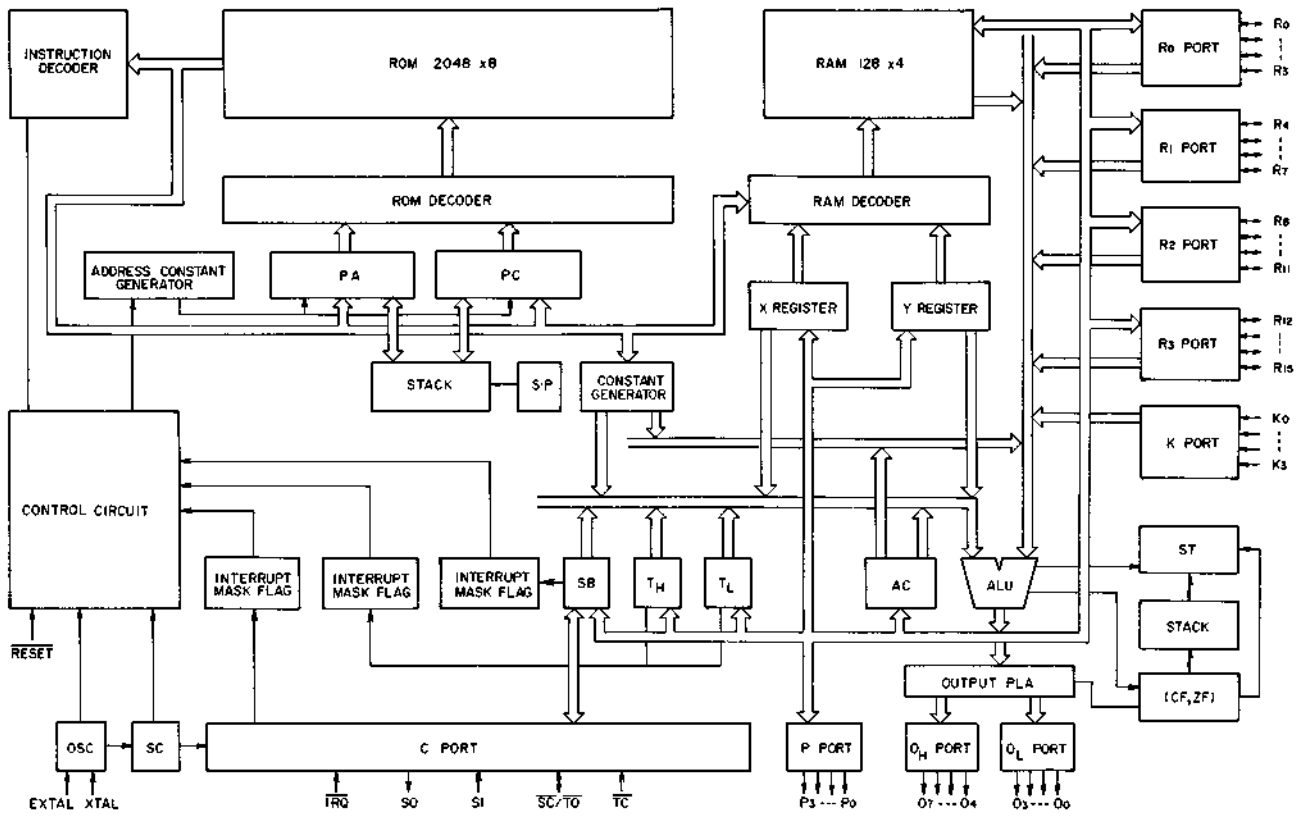 INSTRUCTION
DECODER
ROM 2048 x8
RAM 128 x4
R0 PORT
R0
R3
R1 PORT
R4
R7
ROM DECODER
RAM DECODER
R2 PORT
R8
R11
ADDRESS CONSTANT
GENERATOR
PA
PC
X REGISTER
Y REGISTER
R3 PORT
R12
R15
STACK
S·P
CONSTANT
GENERATOR
K PORT
K0
K3
CONTROL CIRCUIT
INTERRUPT
MASK FLAG
INTERRUPT
MASK FLAG
INTERRUPT
MASK FLAG
SB
TH
TL
AC
ALU
ST
STACK
(CF,ZF)
RESET
OUTPUT PLA
OSC
SC
C PORT
P PORT
OH PORT
OL PORT
EXTAL XTAL
IRQ
SO
SI
SC/TO
TC
P3 --- P0
O7 --- O4
O3 --- O0